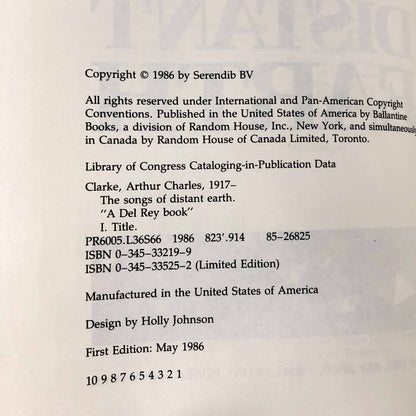 DISTANT
Copyright © 1986 by Serendib BV
All rights reserved under International and Pan-American Copyright
Conventions. Published in the United States of America by Ballantine
Books, a division of Random House, Inc., New York, and simultaneously
in Canada by Random House of Canada Limited, Toronto.
Library of Congress Cataloging-in-Publication Data
Clarke, Arthur Charles, 1917–
The songs of distant earth.
"A Del Rey book"
I. Title.
PR6005.L36S66 1986 823'.914 85-26825
ISBN 0–345–33219–9
ISBN 0–345–33525–2 (Limited Edition)
Manufactured in the United States of America
Design by Holly Johnson
First Edition: May 1986
10 9 8 7 6 5 4 3 2 1